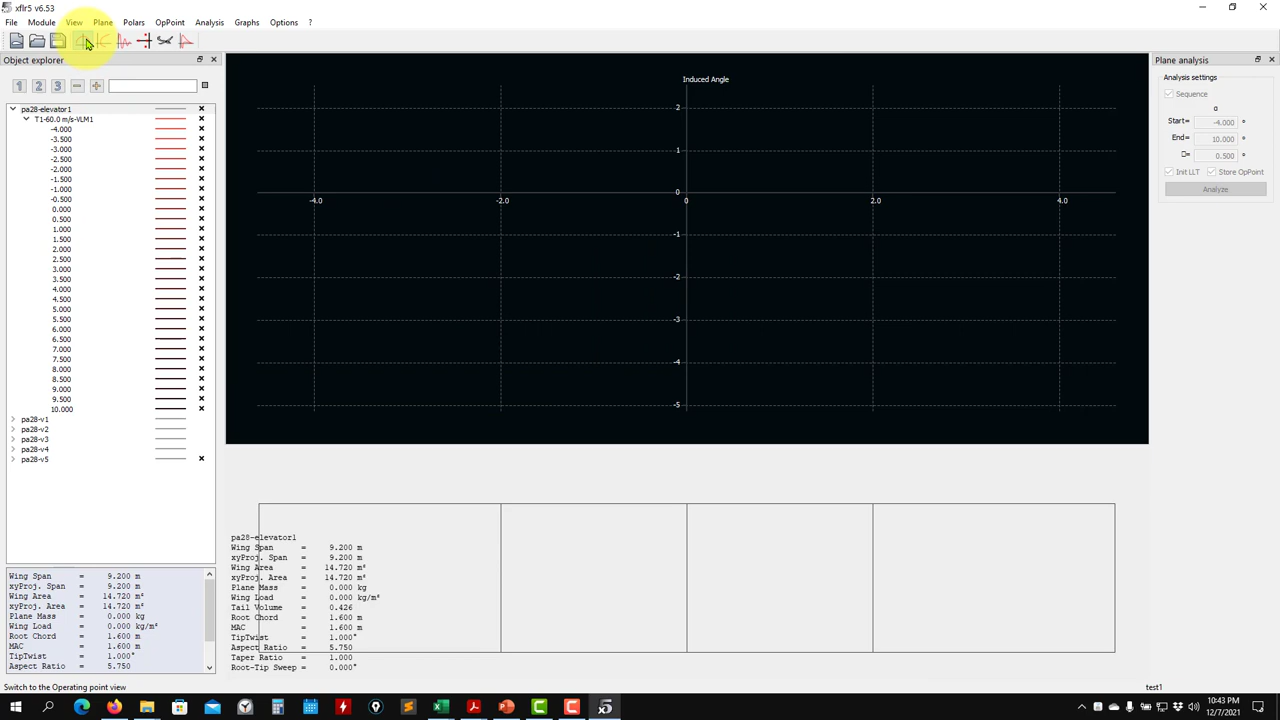 xflr5 v6.53
File Module View Plane Polars OpPoint Analysis Graphs Options ?
Object explorer
1 2 3
pa28-elevator1
T1-60.0 m/s-VLM1
-4.000
-3.500
-3.000
-2.500
-2.000
-1.500
-1.000
-0.500
0.000
0.500
1.000
1.500
2.000
2.500
3.000
3.500
4.000
4.500
5.000
5.500
6.000
6.500
7.000
7.500
8.000
8.500
9.000
9.500
10.000
pa28-v1
pa28-v2
pa28-v3
pa28-v4
pa28-v5
Wing Span = 9.200 m
xyProj. Span = 9.200 m
Wing Area = 14.720 m²
xyProj. Area = 14.720 m²
Plane Mass = 0.000 kg
Wing Load = 0.000 kg/m²
Root Chord = 1.600 m
MAC = 1.600 m
TipTwist = 1.000°
Aspect Ratio = 5.750
Induced Angle
2
1
0
-4.0 -2.0 0 2.0 4.0
-1
-2
-3
-4
-5
pa28-elevator1
Wing Span = 9.200 m
xyProj. Span = 9.200 m
Wing Area = 14.720 m²
xyProj. Area = 14.720 m²
Plane Mass = 0.000 kg
Wing Load = 0.000 kg/m²
Tail Volume = 0.426
Root Chord = 1.600 m
MAC = 1.600 m
TipTwist = 1.000°
Aspect Ratio = 5.750
Taper Ratio = 1.000
Root-Tip Sweep = 0.000°
Plane analysis
Analysis settings
Sequence
α
Start= -4.000 °
End= 10.000 °
= 0.500 °
Init LLT Store OpPoint
Analyze
Switch to the Operating point view
test1
10:43 PM
12/7/2021